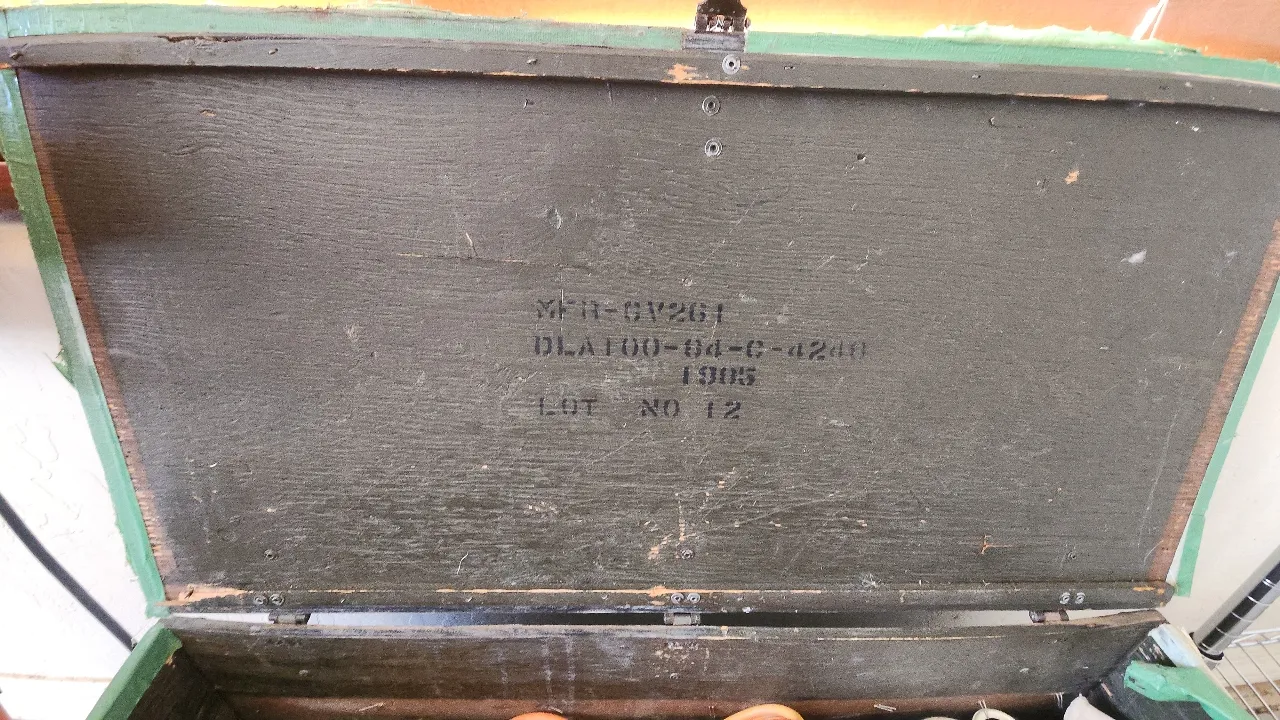 MFR-GV261
DLA100-84-C-4240
1985
LOT NO 12